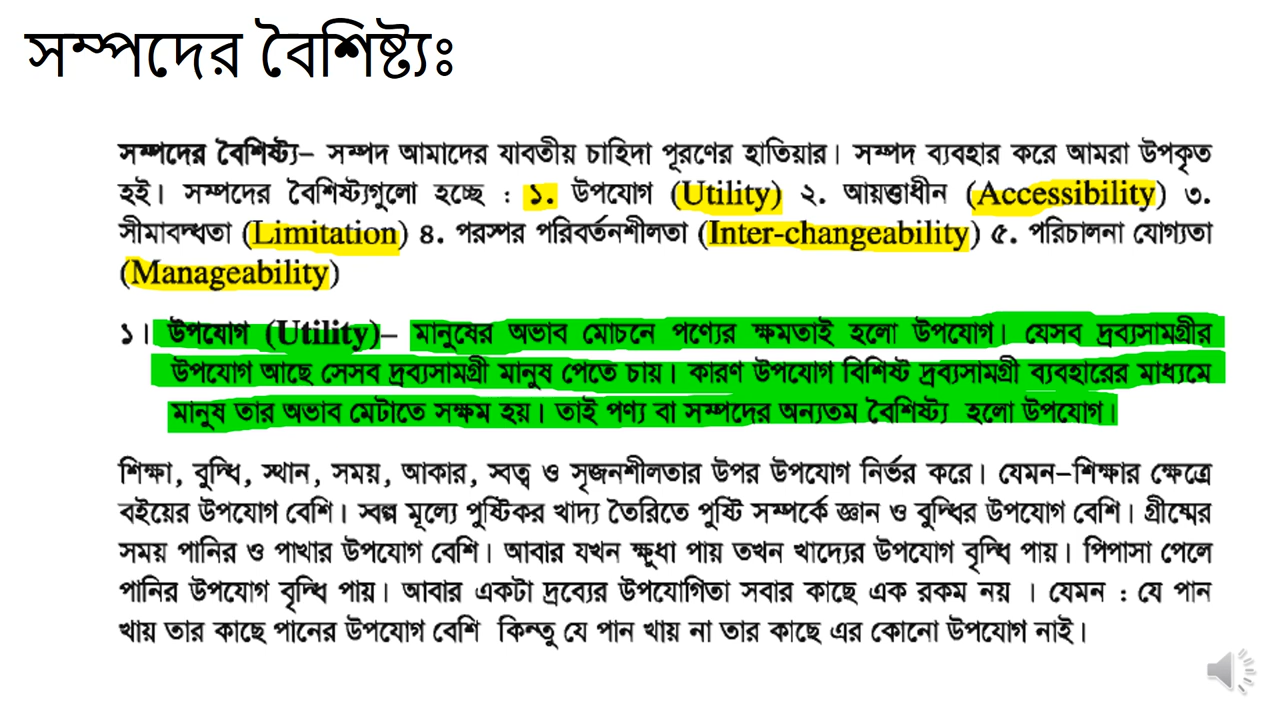 সম্পদের বৈশিষ্ট্যঃ
সম্পদের বৈশিষ্ট্য– সম্পদ আমাদের যাবতীয় চাহিদা পূরণের হাতিয়ার। সম্পদ ব্যবহার করে আমরা উপকৃত
হই। সম্পদের বৈশিষ্ট্যগুলো হচ্ছে : ১. উপযোগ (Utility) ২. আয়ত্তাধীন (Accessibility) ৩.
সীমাবদ্ধতা (Limitation) ৪. পরস্পর পরিবর্তনশীলতা (Inter-changeability) ৫. পরিচালনা যোগ্যতা
(Manageability)
১। উপযোগ (Utility)– মানুষের অভাব মোচনে পণ্যের ক্ষমতাই হলো উপযোগ। যেসব দ্রব্যসামগ্রীর
উপযোগ আছে সেসব দ্রব্যসামগ্রী মানুষ পেতে চায়। কারণ উপযোগ বিশিষ্ট দ্রব্যসামগ্রী ব্যবহারের মাধ্যমে
মানুষ তার অভাব মেটাতে সক্ষম হয়। তাই পণ্য বা সম্পদের অন্যতম বৈশিষ্ট্য হলো উপযোগ।
শিক্ষা, বুদ্ধি, স্থান, সময়, আকার, স্বত্ব ও সৃজনশীলতার উপর উপযোগ নির্ভর করে। যেমন–শিক্ষার ক্ষেত্রে
বইয়ের উপযোগ বেশি। স্বল্প মূল্যে পুষ্টিকর খাদ্য তৈরিতে পুষ্টি সম্পর্কে জ্ঞান ও বুদ্ধির উপযোগ বেশি। গ্রীষ্মের
সময় পানির ও পাখার উপযোগ বেশি। আবার যখন ক্ষুধা পায় তখন খাদ্যের উপযোগ বৃদ্ধি পায়। পিপাসা পেলে
পানির উপযোগ বৃদ্ধি পায়। আবার একটা দ্রব্যের উপযোগিতা সবার কাছে এক রকম নয় । যেমন : যে পান
খায় তার কাছে পানের উপযোগ বেশি কিন্তু যে পান খায় না তার কাছে এর কোনো উপযোগ নাই।